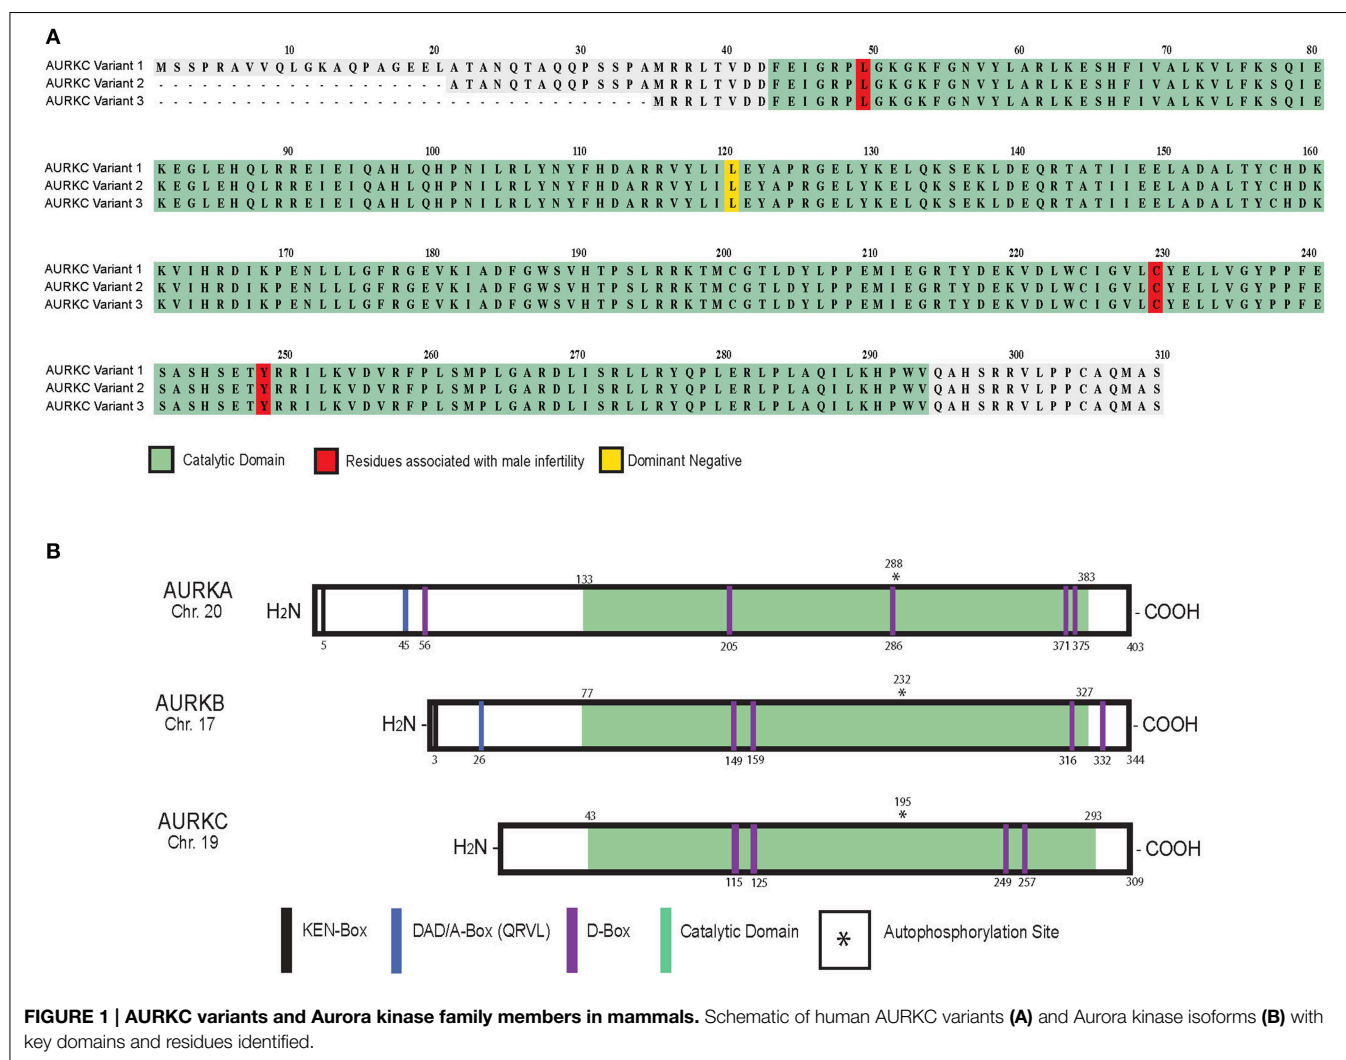 A
10 20 30 40 50 60 70 80
AURKC Variant 1 M S S P R A V V Q L G K A Q P A G E E L A T A N Q T A Q Q P S S P A M R R L T V D D F E I G R P L G K G K F G N V Y L A R L K E S H F I V A L K V L F K S Q I E
AURKC Variant 2 - - - - - - - - - - - - - - - - - - - - A T A N Q T A Q Q P S S P A M R R L T V D D F E I G R P L G K G K F G N V Y L A R L K E S H F I V A L K V L F K S Q I E
AURKC Variant 3 - - - - - - - - - - - - - - - - - - - - - - - - - - - - - - - - - - M R R L T V D D F E I G R P L G K G K F G N V Y L A R L K E S H F I V A L K V L F K S Q I E
90 100 110 120 130 140 150 160
AURKC Variant 1 K E G L E H Q L R R E I E I Q A H L Q H P N I L R L Y N Y F H D A R R V Y L I L E Y A P R G E L Y K E L Q K S E K L D E Q R T A T I I E E L A D A L T Y C H D K
AURKC Variant 2 K E G L E H Q L R R E I E I Q A H L Q H P N I L R L Y N Y F H D A R R V Y L I L E Y A P R G E L Y K E L Q K S E K L D E Q R T A T I I E E L A D A L T Y C H D K
AURKC Variant 3 K E G L E H Q L R R E I E I Q A H L Q H P N I L R L Y N Y F H D A R R V Y L I L E Y A P R G E L Y K E L Q K S E K L D E Q R T A T I I E E L A D A L T Y C H D K
170 180 190 200 210 220 230 240
AURKC Variant 1 K V I H R D I K P E N L L L G F R G E V K I A D F G W S V H T P S L R R K T M C G T L D Y L P P E M I E G R T Y D E K V D L W C I G V L C Y E L L V G Y P P F E
AURKC Variant 2 K V I H R D I K P E N L L L G F R G E V K I A D F G W S V H T P S L R R K T M C G T L D Y L P P E M I E G R T Y D E K V D L W C I G V L C Y E L L V G Y P P F E
AURKC Variant 3 K V I H R D I K P E N L L L G F R G E V K I A D F G W S V H T P S L R R K T M C G T L D Y L P P E M I E G R T Y D E K V D L W C I G V L C Y E L L V G Y P P F E
250 260 270 280 290 300 310
AURKC Variant 1 S A S H S E T Y R R I L K V D V R F P L S M P L G A R D L I S R L L R Y Q P L E R L P L A Q I L K H P W V Q A H S R R V L P P C A Q M A S
AURKC Variant 2 S A S H S E T Y R R I L K V D V R F P L S M P L G A R D L I S R L L R Y Q P L E R L P L A Q I L K H P W V Q A H S R R V L P P C A Q M A S
AURKC Variant 3 S A S H S E T Y R R I L K V D V R F P L S M P L G A R D L I S R L L R Y Q P L E R L P L A Q I L K H P W V Q A H S R R V L P P C A Q M A S
Catalytic Domain Residues associated with male infertility Dominant Negative
B
133 288 * 383
AURKA
Chr. 20
H2N - COOH
5 45 56 205 286 371 375 403
77 232 * 327
AURKB
Chr. 17
H2N - - COOH
3 26 149 159 316 332 344
43 195 * 293
AURKC
Chr. 19
H2N - - COOH
115 125 249 257 309
KEN-Box DAD/A-Box (QRVL) D-Box Catalytic Domain * Autophosphorylation Site
FIGURE 1 | AURKC variants and Aurora kinase family members in mammals. Schematic of human AURKC variants (A) and Aurora kinase isoforms (B) with
key domains and residues identified.